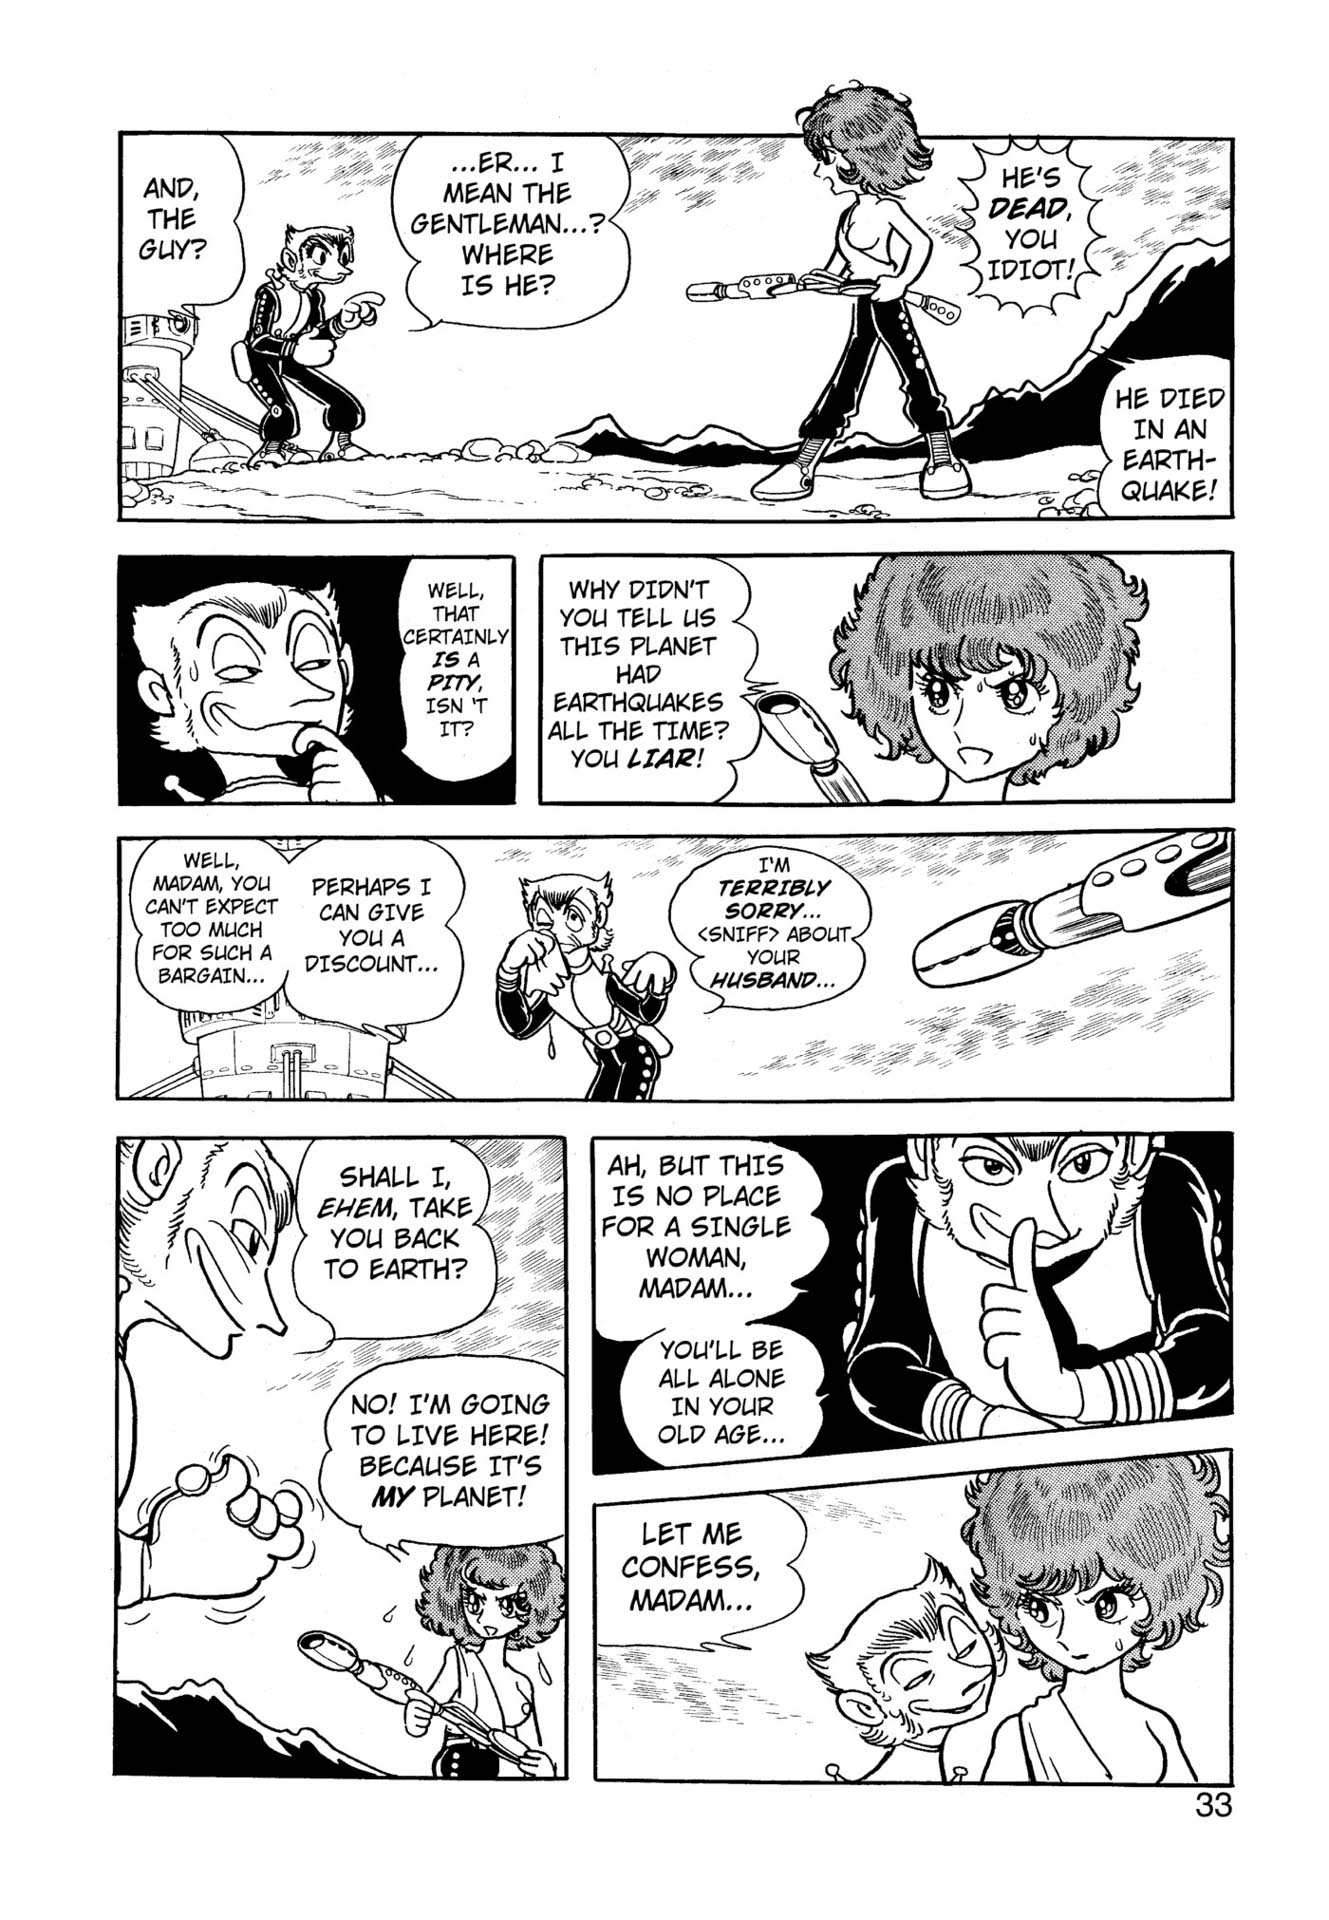 AND,
THE
GUY?
...ER... I
MEAN THE
GENTLEMAN...?
WHERE
IS HE?
HE'S
DEAD,
YOU
IDIOT!
HE DIED
IN AN
EARTH-
QUAKE!
WELL,
THAT
CERTAINLY
IS A
PITY,
ISN 'T
IT?
WHY DIDN'T
YOU TELL US
THIS PLANET
HAD
EARTHQUAKES
ALL THE TIME?
YOU LIAR!
WELL,
MADAM, YOU
CAN'T EXPECT
TOO MUCH
FOR SUCH A
BARGAIN...
PERHAPS I
CAN GIVE
YOU A
DISCOUNT...
I'M
TERRIBLY
SORRY...
<SNIFF> ABOUT
YOUR
HUSBAND...
SHALL I,
EHEM, TAKE
YOU BACK
TO EARTH?
NO! I'M GOING
TO LIVE HERE!
BECAUSE IT'S
MY PLANET!
AH, BUT THIS
IS NO PLACE
FOR A SINGLE
WOMAN,
MADAM...
YOU'LL BE
ALL ALONE
IN YOUR
OLD AGE...
LET ME
CONFESS,
MADAM...
33